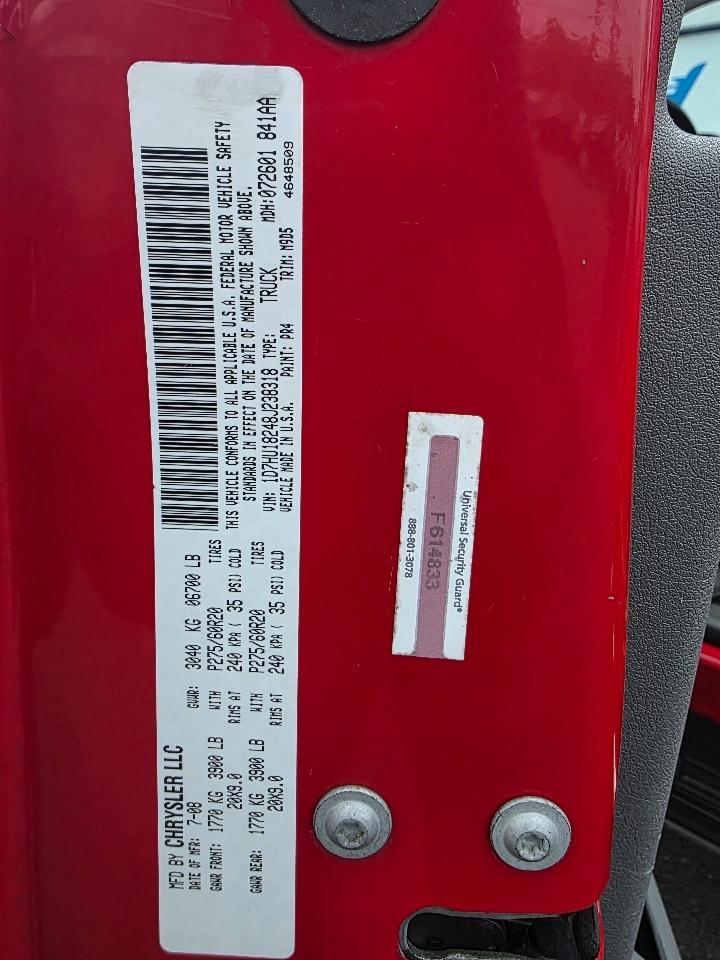 MFD BY CHRYSLER LLC
DATE OF MFR: 7-08 GVWR: 3040 KG 06700 LB
GAWR FRONT: 1770 KG 3900 LB WITH P275/60R20 TIRES
20X9.0 RIMS AT 240 KPA ( 35 PSI) COLD
GAWR REAR: 1770 KG 3900 LB WITH P275/60R20 TIRES
20X9.0 RIMS AT 240 KPA ( 35 PSI) COLD
THIS VEHICLE CONFORMS TO ALL APPLICABLE U.S.A. FEDERAL MOTOR VEHICLE SAFETY
STANDARDS IN EFFECT ON THE DATE OF MANUFACTURE SHOWN ABOVE.
VIN: 1D7HU18248J238318 TYPE: TRUCK MDH: 072601 841AA
VEHICLE MADE IN U.S.A. PAINT: PR4 TRIM: M9D5 4648509
Universal Security Guard®
F614833
888-801-3078